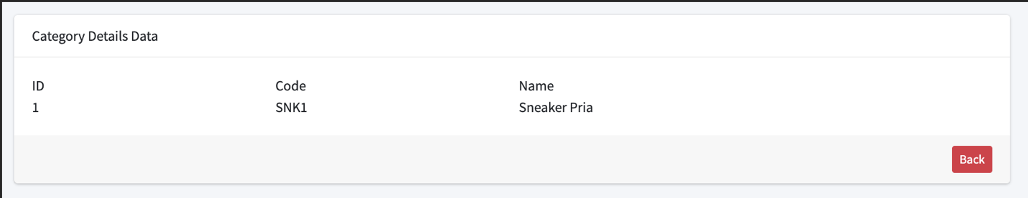 Category Details Data
ID Code Name
1 SNK1 Sneaker Pria
Back